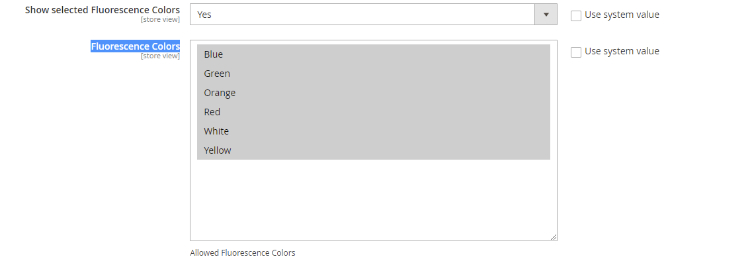 Show selected Fluorescence Colors
[store view]
Yes
Use system value
Fluorescence Colors
[store view]
Blue
Green
Orange
Red
White
Yellow
Use system value
Allowed Fluorescence Colors